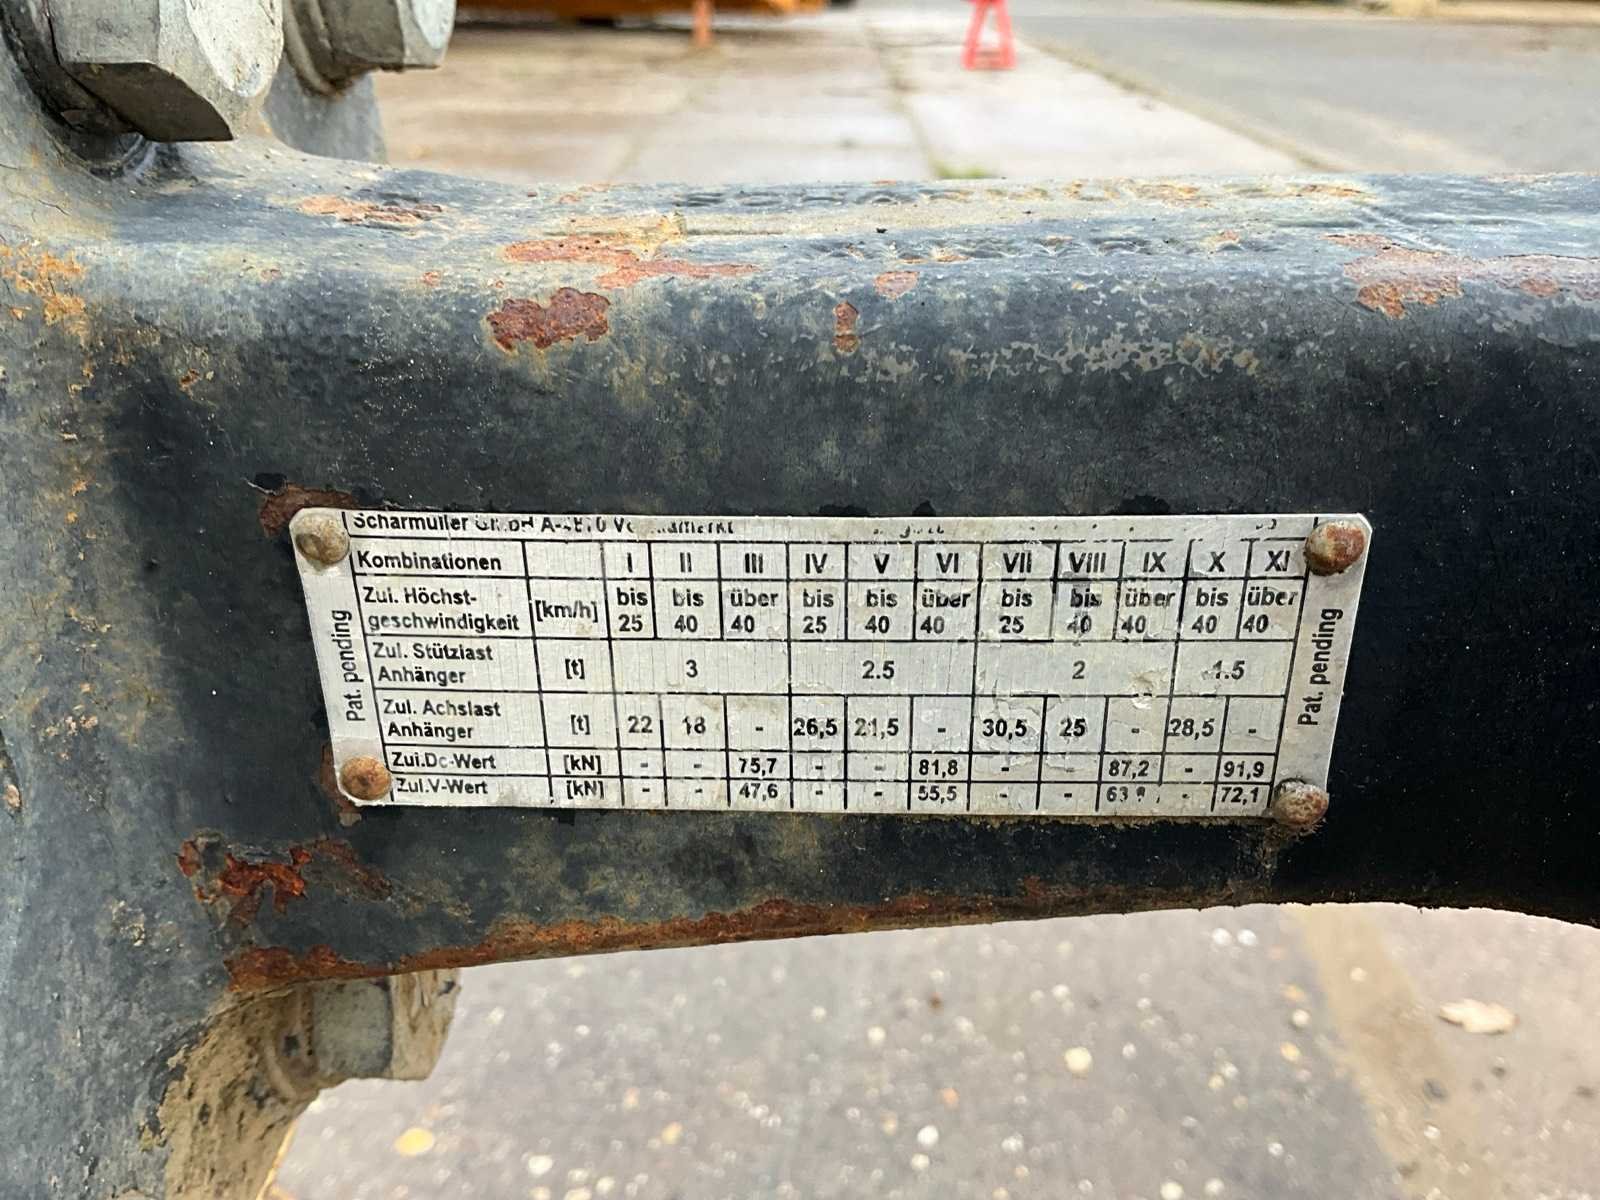 Scharmüller GmbH
Kombinationen I II III IV V VI VII VIII IX X XI
Zul. Höchst- bis bis über bis bis über bis bis über bis über
geschwindigkeit [km/h] 25 40 40 25 40 40 25 40 40 40 40
Zul. Stützlast
Anhänger [t] 3 2.5 2 1.5
Zul. Achslast
Anhänger [t] 22 18 - 26,5 21,5 - 30,5 25 - 28,5 -
Zul.Dc-Wert [kN] - - 75,7 - - 81,8 - - 87,2 - 91,9
Zul.V-Wert [kN] - - 47,6 - - 55,5 - - - 72,1
Pat. pending
Pat. pending